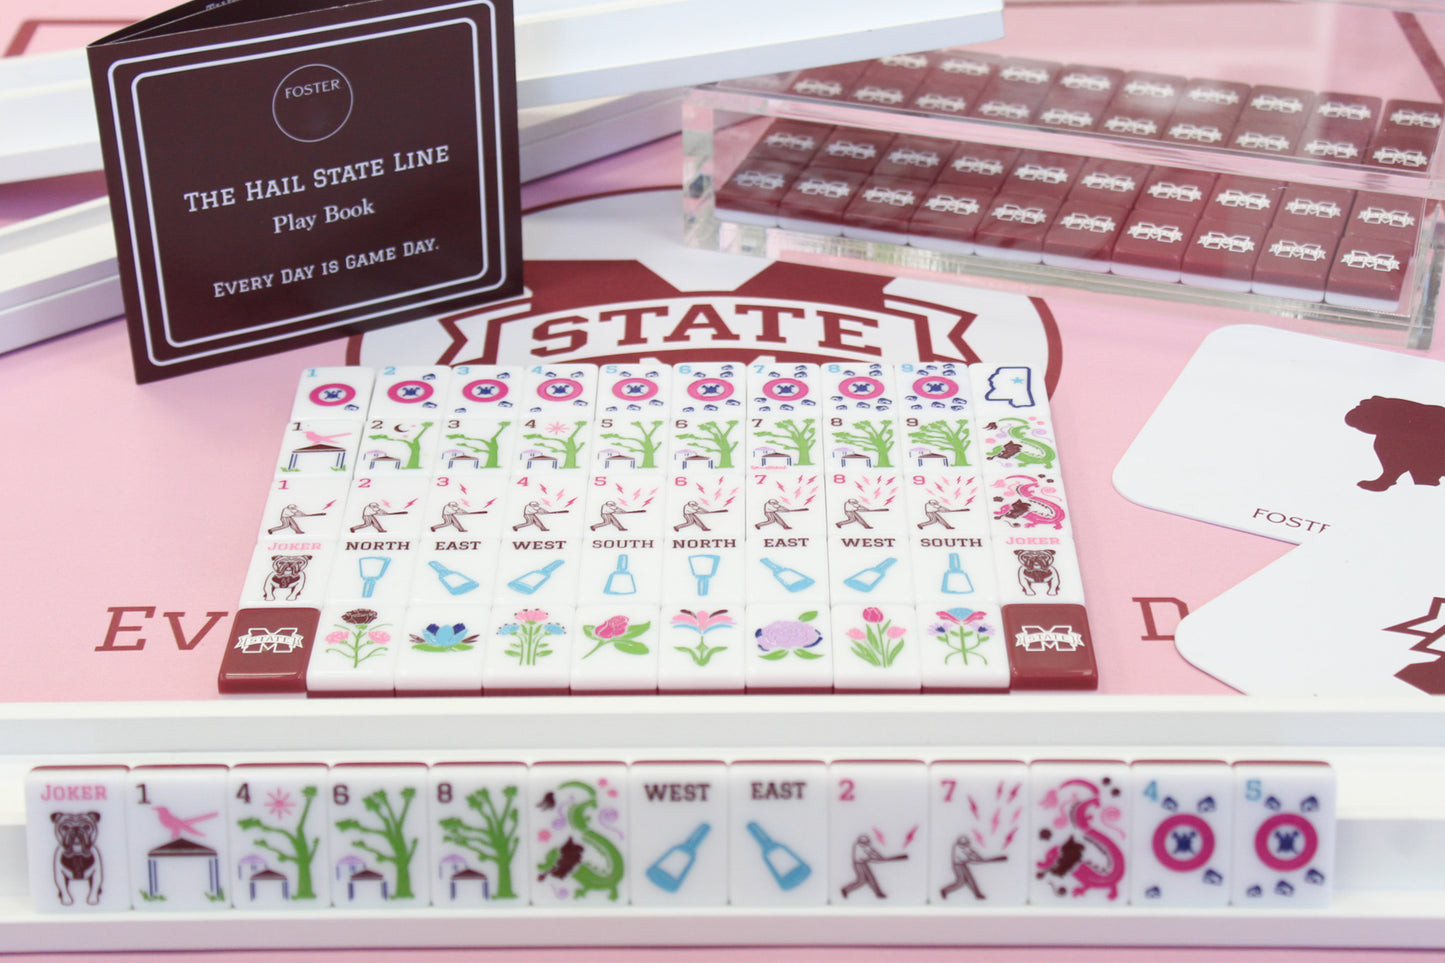 FOSTER
The Hail State Line
Play Book
Every Day is Game Day.
STATE
1 2 3 4 5 6 7 8 9
1 2 3 4 5 6 7 8 9
1 2 3 4 5 6 7 8 9
JOKER NORTH EAST WEST SOUTH NORTH EAST WEST SOUTH JOKER
STATE STATE
FOSTE
EV D
JOKER 1 4 6 8 WEST EAST 2 7 4 5